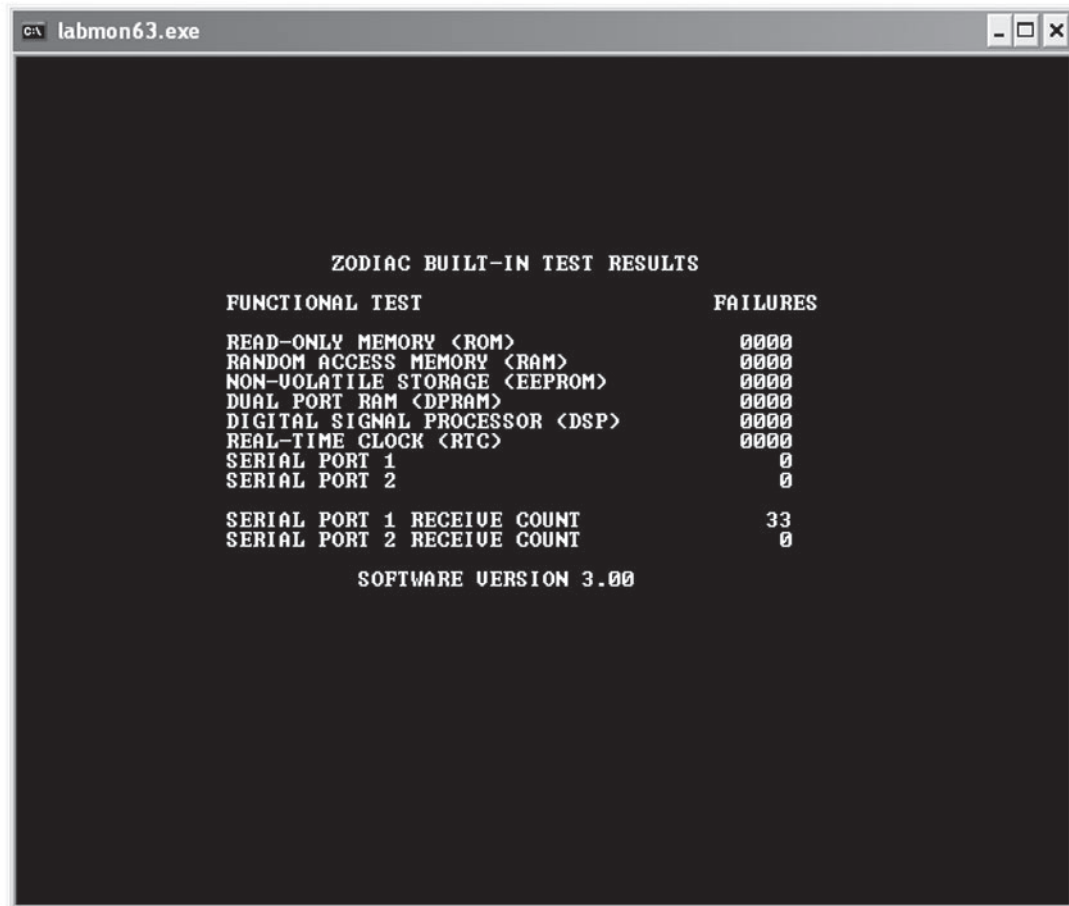 C:\ labmon63.exe
ZODIAC BUILT-IN TEST RESULTS
FUNCTIONAL TEST FAILURES
READ-ONLY MEMORY (ROM) 0000
RANDOM ACCESS MEMORY (RAM) 0000
NON-VOLATILE STORAGE (EEPROM) 0000
DUAL PORT RAM (DPRAM) 0000
DIGITAL SIGNAL PROCESSOR (DSP) 0000
REAL-TIME CLOCK (RTC) 0000
SERIAL PORT 1 0
SERIAL PORT 2 0
SERIAL PORT 1 RECEIVE COUNT 33
SERIAL PORT 2 RECEIVE COUNT 0
SOFTWARE VERSION 3.00